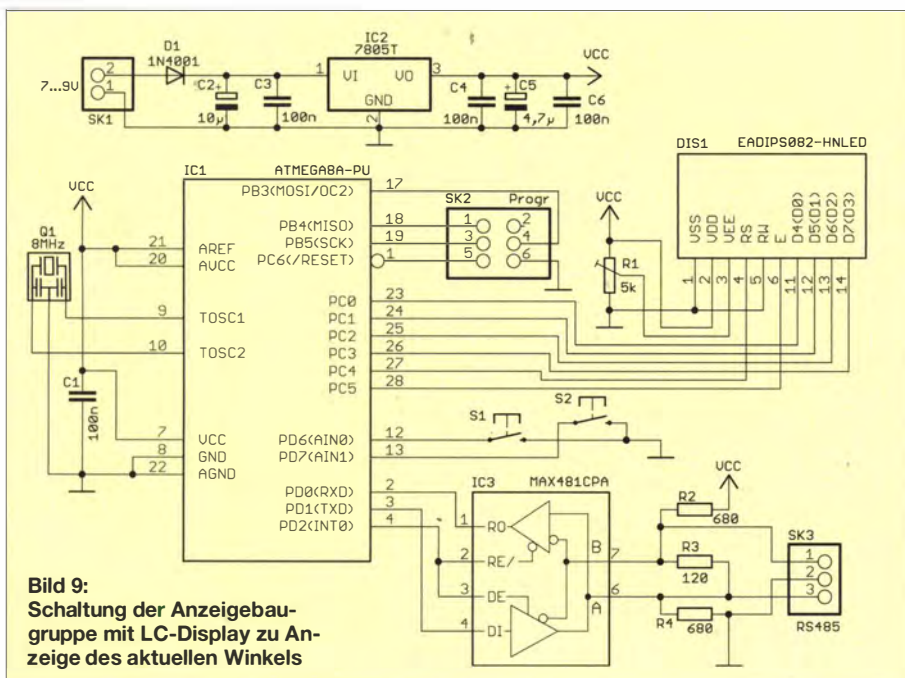 D1
1N4001
IC2
7805T
VCC
7...9V
2
1
SK1
C2
+
10µ
C3
100n
1
VI
VO
3
GND
2
C4
100n
C5
+
4,7µ
C6
100n
DIS1
EADIPS082-HNLED
VSS
VDD
VEE
RS
RW
E
D4(D0)
D5(D1)
D6(D2)
D7(D3)
1
2
3
4
5
6
11
12
13
14
VCC
R1
5k
IC1
ATMEGA8A-PU
PB3(MOSI/OC2)
17
PB4(MISO)
18
PB5(SCK)
19
PC6(/RESET)
1
SK2
Progr
1
2
3
4
5
6
VCC
Q1
8MHz
21
AREF
20
AVCC
9
TOSC1
10
TOSC2
C1
100n
7
VCC
8
GND
22
AGND
PC0
23
PC1
24
PC2
25
PC3
26
PC4
27
PC5
28
PD6(AIN0)
12
PD7(AIN1)
13
S1
S2
PD0(RXD)
2
PD1(TXD)
3
PD2(INT0)
4
IC3
MAX481CPA
1
RO
2
RE/
3
DE
4
DI
B
7
A
6
VCC
R2
680
R3
120
R4
680
SK3
1
2
3
RS485
Bild 9:
Schaltung der Anzeigebau-
gruppe mit LC-Display zu An-
zeige des aktuellen Winkels